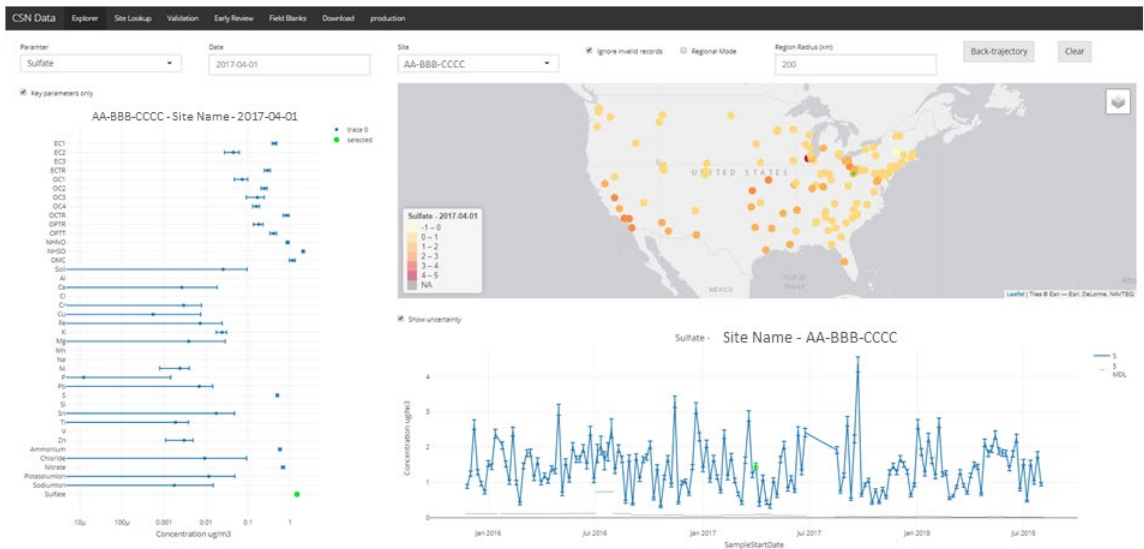 CSN Data Explorer Site Lookup Validation Early Review Field Blanks Download production
Paramter
Sulfate
Date
2017-04-01
Site
AA-BBB-CCCC
Ignore invalid records
Regional Mode
Region Radius (km)
200
Back-trajectory
Clear
Key parameters only
AA-BBB-CCCC - Site Name - 2017-04-01
trace 0
selected
EC1
EC2
EC3
ECTR
OC1
OC2
OC3
OC4
OCTR
OPTR
OPTT
NHNO
NHSO
OMC
Soil
Al
Ca
Cl
Cr
Cu
Fe
K
Mg
Mn
Na
Ni
P
Pb
S
Si
Sn
Ti
V
Zn
Ammonium
Chloride
Nitrate
PotassiumIon
SodiumIon
Sulfate
10μ 100μ 0.001 0.01 0.1 1
Concentration ug/m3
UNITED STATES
Gulf of
Mexico
MEXICO
Sulfate - 2017-04-01
-1 – 0
0 – 1
1 – 2
2 – 3
3 – 4
4 – 5
NA
Leaflet | Tiles © Esri — Esri, DeLorme, NAVTEQ
Show uncertainty
Sulfate - Site Name - AA-BBB-CCCC
S
S
MDL
Concentration ug/m3
4
3
2
1
0
Jan 2016 Jul 2016 Jan 2017 Jul 2017 Jan 2018 Jul 2018
SampleStartDate